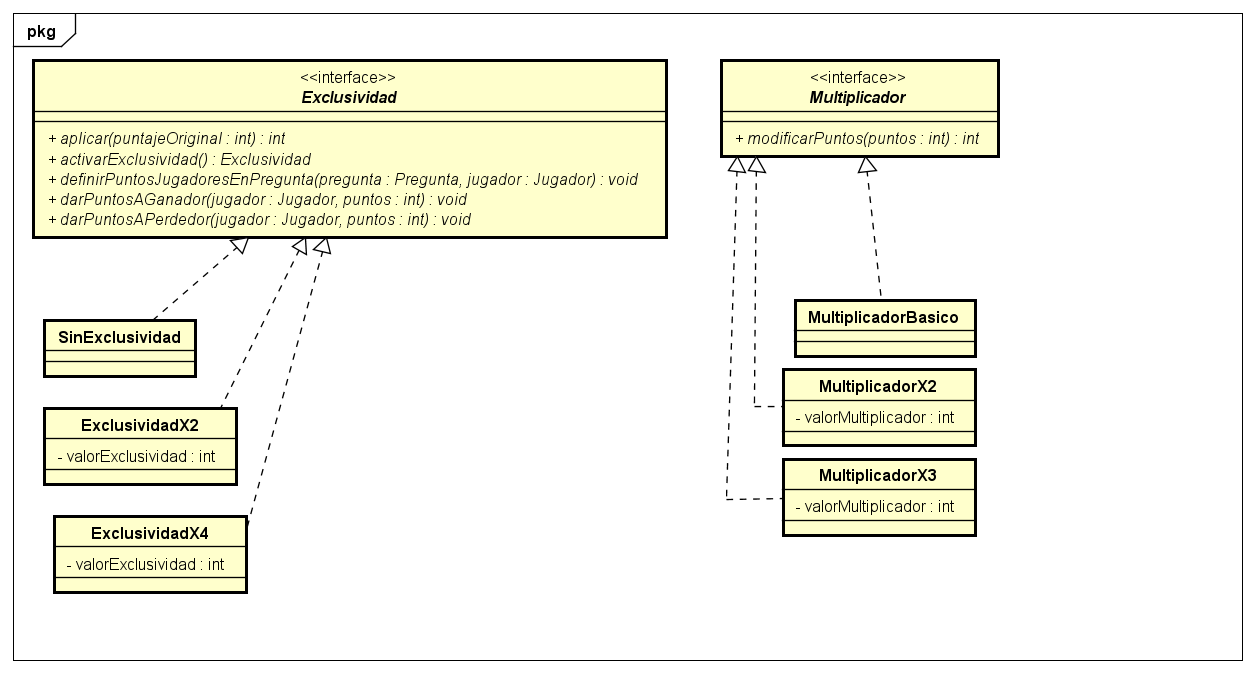 pkg
<<interface>>
Exclusividad
+ aplicar(puntajeOriginal : int) : int
+ activarExclusividad() : Exclusividad
+ definirPuntosJugadoresEnPregunta(pregunta : Pregunta, jugador : Jugador) : void
+ darPuntosAGanador(jugador : Jugador, puntos : int) : void
+ darPuntosAPerdedor(jugador : Jugador, puntos : int) : void
<<interface>>
Multiplicador
+ modificarPuntos(puntos : int) : int
SinExclusividad
ExclusividadX2
- valorExclusividad : int
ExclusividadX4
- valorExclusividad : int
MultiplicadorBasico
MultiplicadorX2
- valorMultiplicador : int
MultiplicadorX3
- valorMultiplicador : int